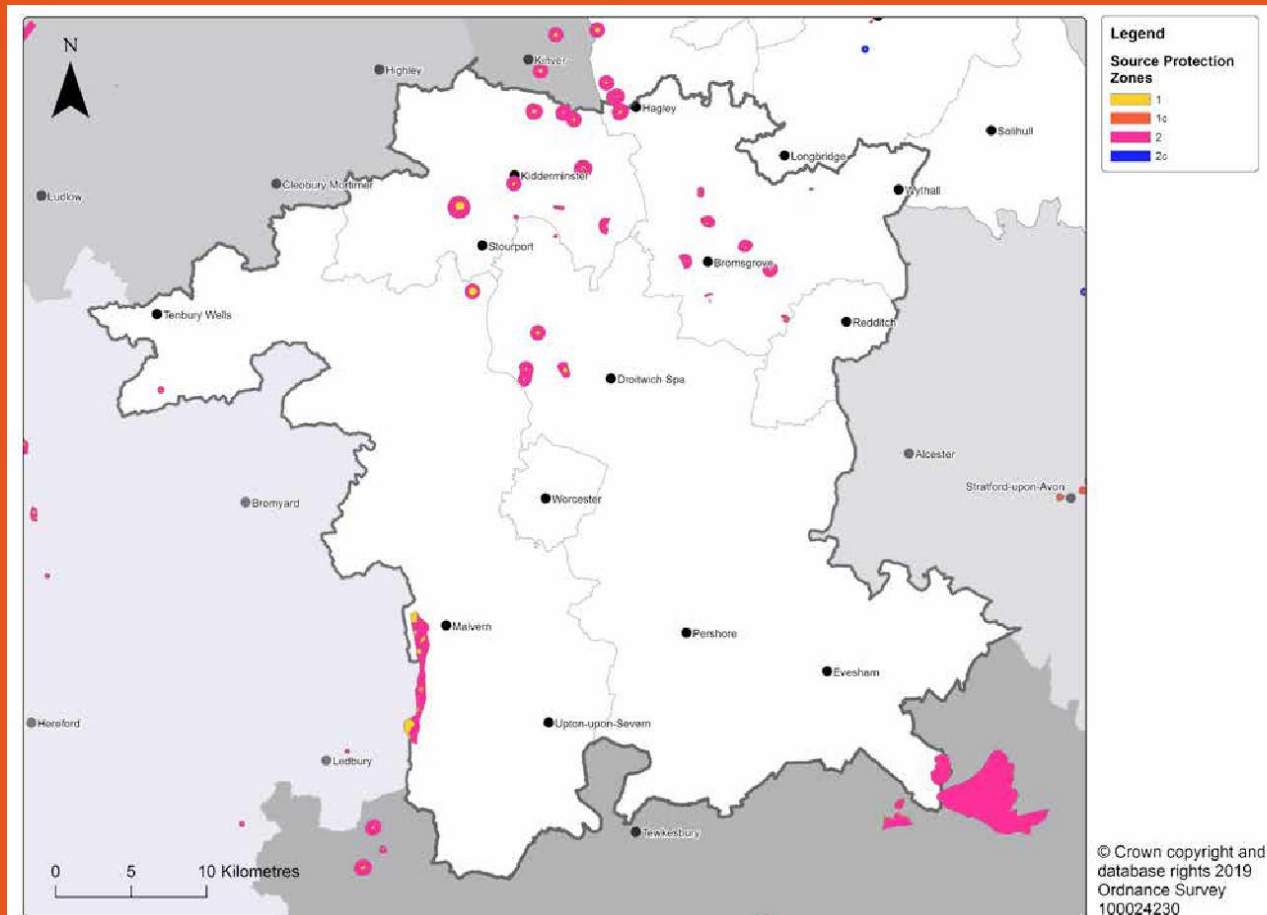 N
Highley
Kinver
Hagley
Longbridge
Solihull
Wythall
Ludlow
Cleobury Mortimer
Kidderminster
Stourport
Bromsgrove
Tenbury Wells
Redditch
Droitwich Spa
Alcester
Stratford-upon-Avon
Bromyard
Worcester
Malvern
Pershore
Evesham
Hereford
Upton-upon-Severn
Ledbury
Tewkesbury
0 5 10 Kilometres
Legend
Source Protection
Zones
1
1c
2
2c
© Crown copyright and
database rights 2019
Ordnance Survey
100024230